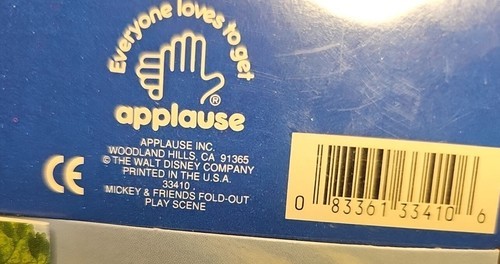 Everyone loves to get
applause
APPLAUSE INC.
WOODLAND HILLS, CA 91365
© THE WALT DISNEY COMPANY
PRINTED IN THE U.S.A.
33410
MICKEY & FRIENDS FOLD-OUT
PLAY SCENE
CE
0 83361 33410 6